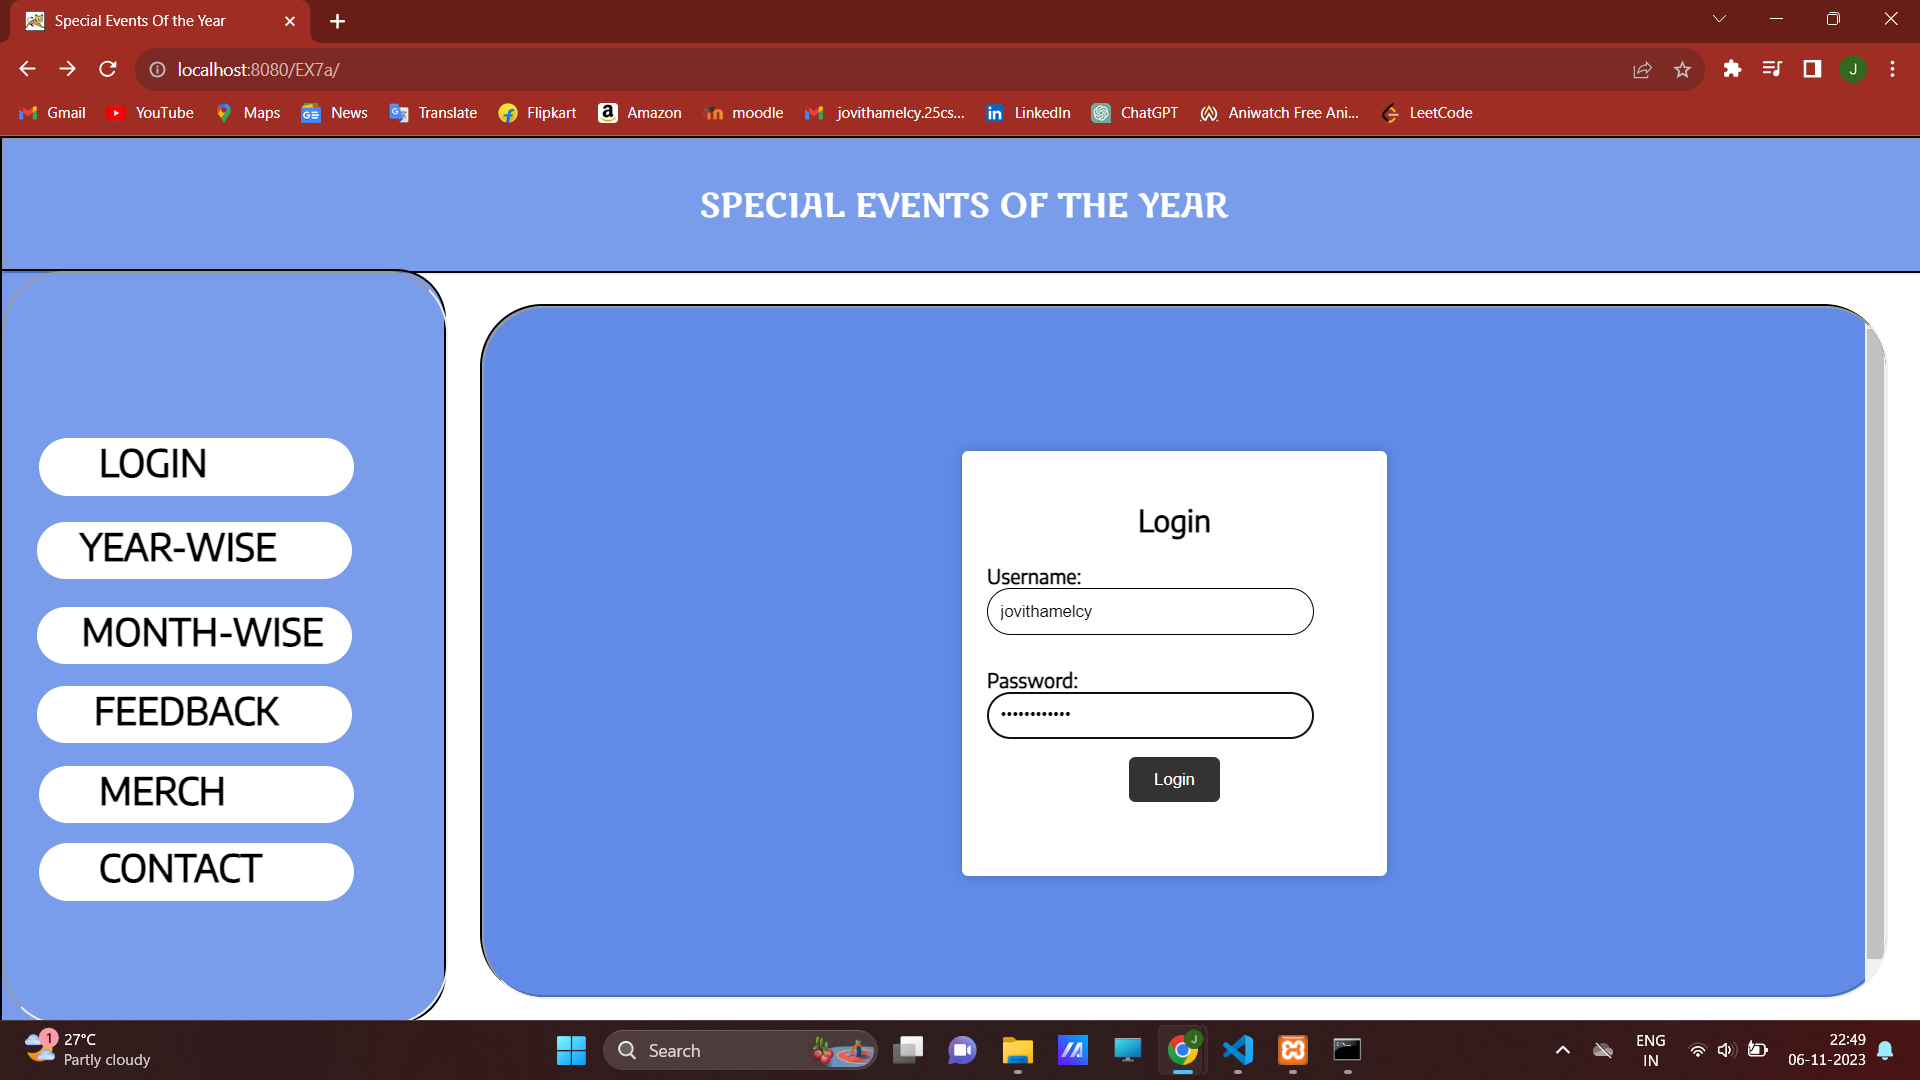 Special Events Of the Year
localhost:8080/EX7a/
J
Gmail YouTube Maps News Translate Flipkart Amazon moodle jovithamelcy.25cs... LinkedIn ChatGPT Aniwatch Free Ani... LeetCode
SPECIAL EVENTS OF THE YEAR
LOGIN
YEAR-WISE
MONTH-WISE
FEEDBACK
MERCH
CONTACT
Login
Username:
jovithamelcy
Password:
••••••••••••
Login
1
27°C
Partly cloudy
Search
J
ENG
IN
22:49
06-11-2023